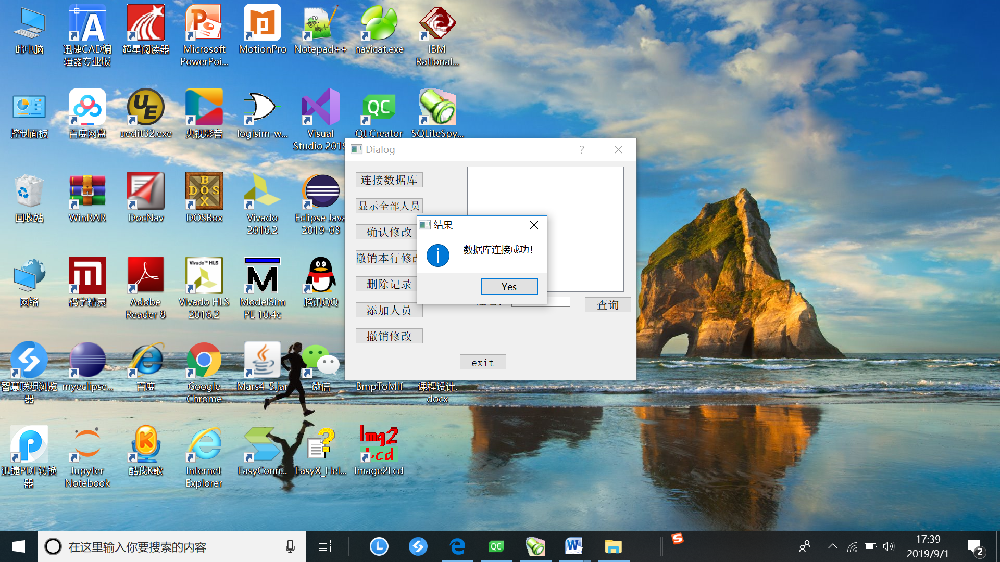 此电脑
迅捷CAD编
辑器专业版
超星阅读器
Microsoft
PowerPoi...
MotionPro
Notepad++
navicat.exe
IBM
Rational...
控制面板
百度网盘
uedit32.exe
央视影音
logisim-w...
Visual
Studio 2019
Qt Creator
SQLiteSpy...
回收站
WinRAR
DocNav
DOSBox
Vivado
2016.2
Eclipse Java
2019-03
网络
码字精灵
Adobe
Reader 8
Vivado HLS
2016.2
ModelSim
PE 10.4c
腾讯QQ
智慧联想浏览
器
myeclipse...
百度
Google
Chrome
Mars4_5.jar
微信
BmpToMif
课程设计.
docx
迅捷PDF转换
器
Jupyter
Notebook
酷我K歌
Internet
Explorer
EasyConn...
EasyX_Hel...
Image2Lcd
Dialog
连接数据库
显示全部人员
确认修改
撤销本行修改
删除记录
添加人员
撤销修改
查询
exit
结果
数据库连接成功!
Yes
在这里输入你要搜索的内容
17:39
2019/9/1
2